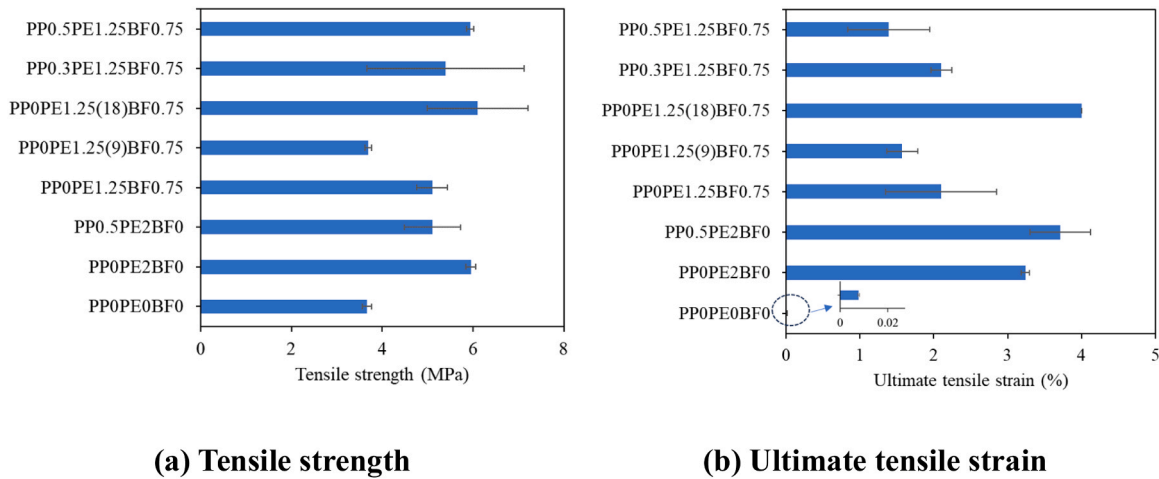 PP0.5PE1.25BF0.75
PP0.3PE1.25BF0.75
PP0PE1.25(18)BF0.75
PP0PE1.25(9)BF0.75
PP0PE1.25BF0.75
PP0.5PE2BF0
PP0PE2BF0
PP0PE0BF0
0 2 4 6 8
Tensile strength (MPa)
(a) Tensile strength
PP0.5PE1.25BF0.75
PP0.3PE1.25BF0.75
PP0PE1.25(18)BF0.75
PP0PE1.25(9)BF0.75
PP0PE1.25BF0.75
PP0.5PE2BF0
PP0PE2BF0
PP0PE0BF0
0 0.02
0 1 2 3 4 5
Ultimate tensile strain (%)
(b) Ultimate tensile strain